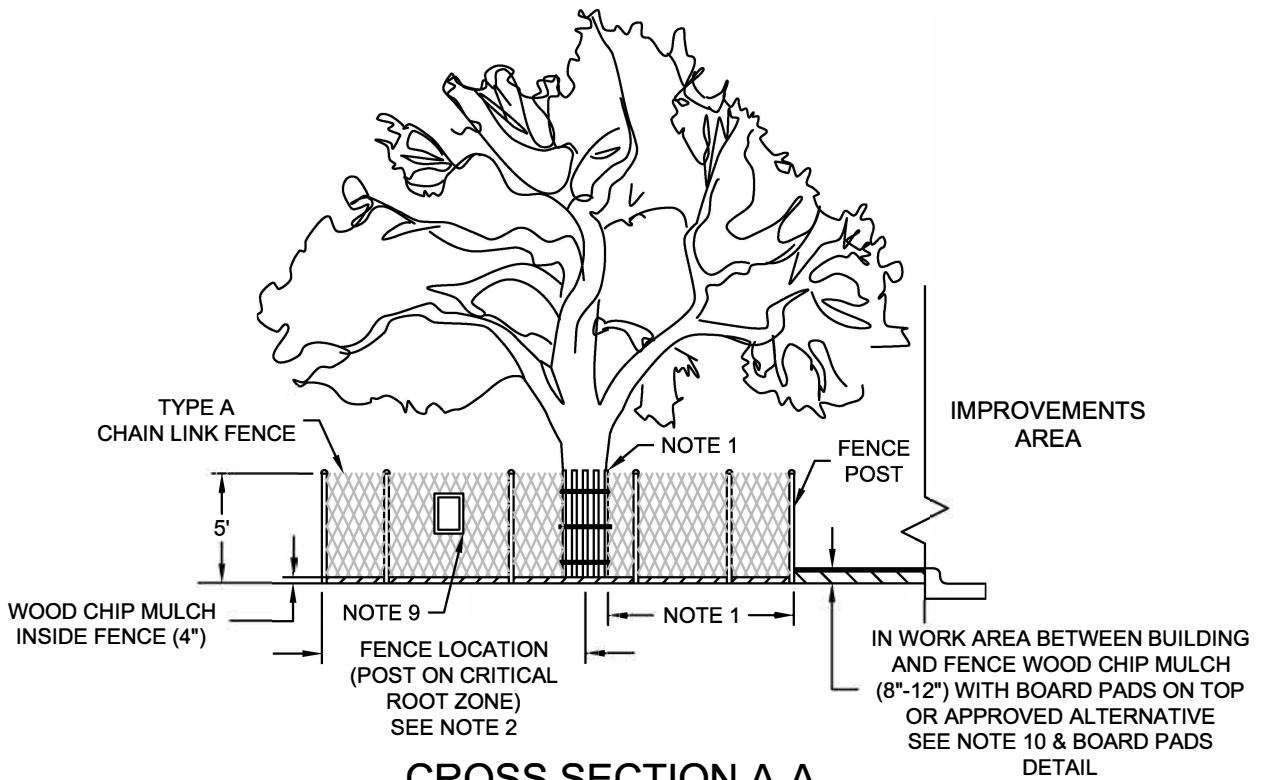 TYPE A
CHAIN LINK FENCE
NOTE 1
FENCE
POST
IMPROVEMENTS
AREA
5'
WOOD CHIP MULCH
INSIDE FENCE (4")
NOTE 9
FENCE LOCATION
(POST ON CRITICAL
ROOT ZONE)
SEE NOTE 2
NOTE 1
IN WORK AREA BETWEEN BUILDING
AND FENCE WOOD CHIP MULCH
(8"-12") WITH BOARD PADS ON TOP
OR APPROVED ALTERNATIVE
SEE NOTE 10 & BOARD PADS
DETAIL
CROSS SECTION A-A